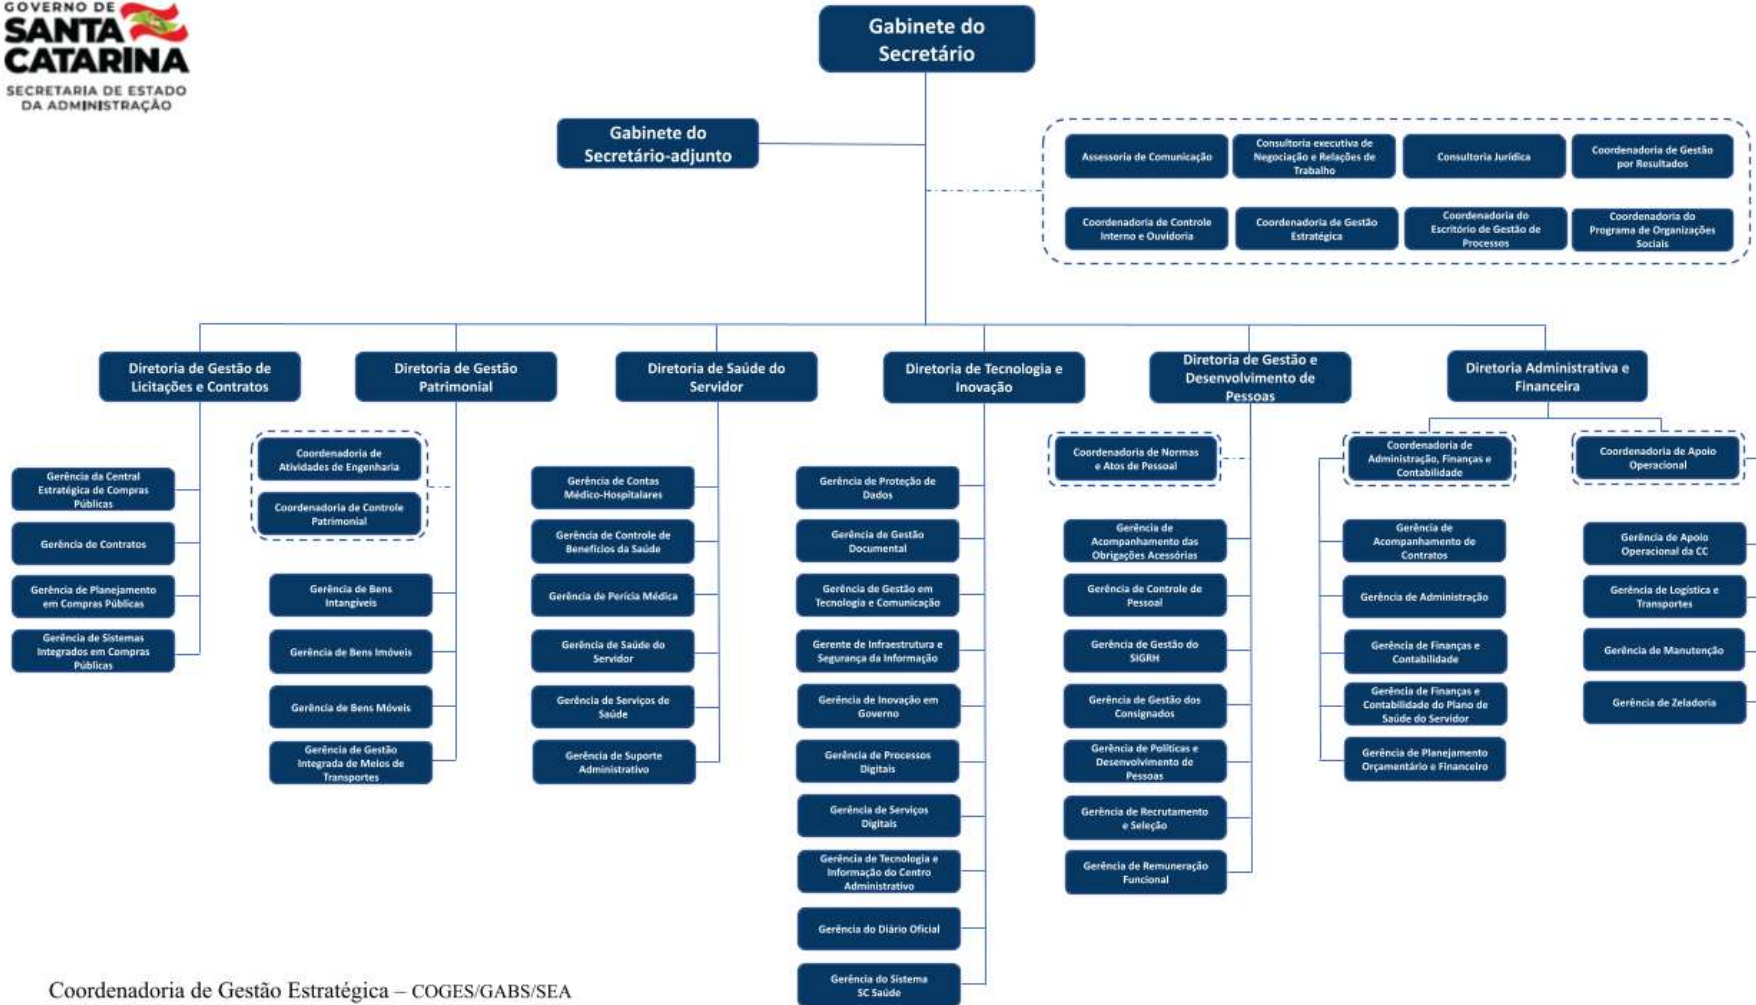 GOVERNO DE
SANTA
CATARINA
SECRETARIA DE ESTADO
DA ADMINISTRAÇÃO
Gabinete do
Secretário
Gabinete do
Secretário-adjunto
Assessoria de Comunicação
Consultoria executiva de
Negociação e Relações de
Trabalho
Consultoria Jurídica
Coordenadoria de Gestão
por Resultados
Coordenadoria de Controle
Interno e Ouvidoria
Coordenadoria de Gestão
Estratégica
Coordenadoria do
Escritório de Gestão de
Processos
Coordenadoria do
Programa de Organizações
Sociais
Diretoria de Gestão de
Licitações e Contratos
Gerência da Central
Estratégica de Compras
Públicas
Gerência de Contratos
Gerência de Planejamento
em Compras Públicas
Gerência de Sistemas
Integrados em Compras
Públicas
Diretoria de Gestão
Patrimonial
Coordenadoria de
Atividades de Engenharia
Coordenadoria de Controle
Patrimonial
Gerência de Bens
Intangíveis
Gerência de Bens Imóveis
Gerência de Bens Móveis
Gerência de Gestão
Integrada de Meios de
Transportes
Diretoria de Saúde do
Servidor
Gerência de Contas
Médico-Hospitalares
Gerência de Controle de
Benefícios da Saúde
Gerência de Perícia Médica
Gerência de Saúde do
Servidor
Gerência de Serviços de
Saúde
Gerência de Suporte
Administrativo
Diretoria de Tecnologia e
Inovação
Gerência de Proteção de
Dados
Gerência de Gestão
Documental
Gerência de Gestão em
Tecnologia e Comunicação
Gerente de Infraestrutura e
Segurança da Informação
Gerência de Inovação em
Governo
Gerência de Processos
Digitais
Gerência de Serviços
Digitais
Gerência de Tecnologia e
Informação do Centro
Administrativo
Gerência do Diário Oficial
Gerência do Sistema
SC Saúde
Diretoria de Gestão e
Desenvolvimento de
Pessoas
Coordenadoria de Normas
e Atos de Pessoal
Gerência de
Acompanhamento das
Obrigações Acessórias
Gerência de Controle de
Pessoal
Gerência de Gestão do
SIGRH
Gerência de Gestão dos
Consignados
Gerência de Políticas e
Desenvolvimento de
Pessoas
Gerência de Recrutamento
e Seleção
Gerência de Remuneração
Funcional
Diretoria Administrativa e
Financeira
Coordenadoria de
Administração, Finanças e
Contabilidade
Gerência de
Acompanhamento de
Contratos
Gerência de Administração
Gerência de Finanças e
Contabilidade
Gerência de Finanças e
Contabilidade do Plano de
Saúde do Servidor
Gerência de Planejamento
Orçamentário e Financeiro
Coordenadoria de Apoio
Operacional
Gerência de Apoio
Operacional da CC
Gerência de Logística e
Transportes
Gerência de Manutenção
Gerência de Zeladoria
Coordenadoria de Gestão Estratégica – COGES/GABS/SEA